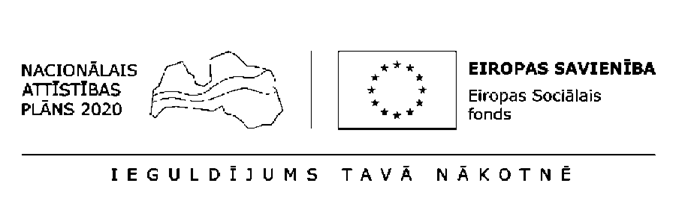 NACIONĀLAIS
ATTĪSTĪBAS
PLĀNS 2020
EIROPAS SAVIENĪBA
Eiropas Sociālais
fonds
IEGULDĪJUMS TAVĀ NĀKOTNĒ